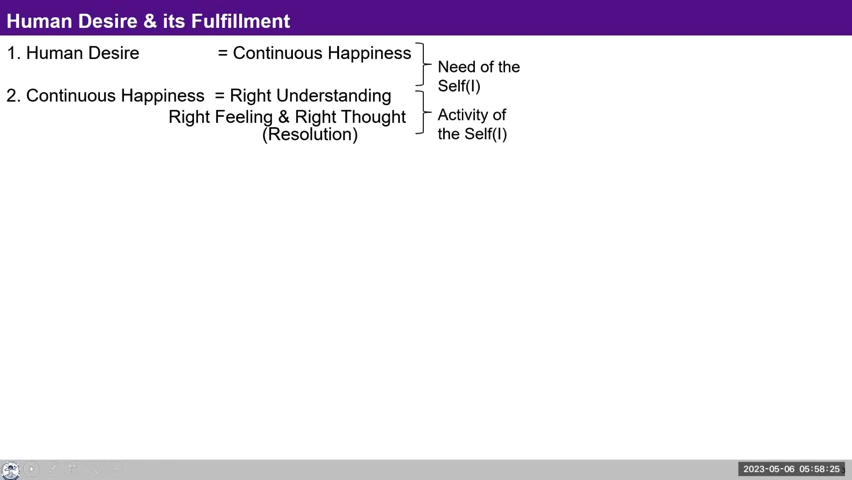 Human Desire & its Fulfillment
1. Human Desire = Continuous Happiness
Need of the
Self(I)
2. Continuous Happiness = Right Understanding
Right Feeling & Right Thought
(Resolution)
Activity of
the Self(I)
2023-05-06 05:58:25